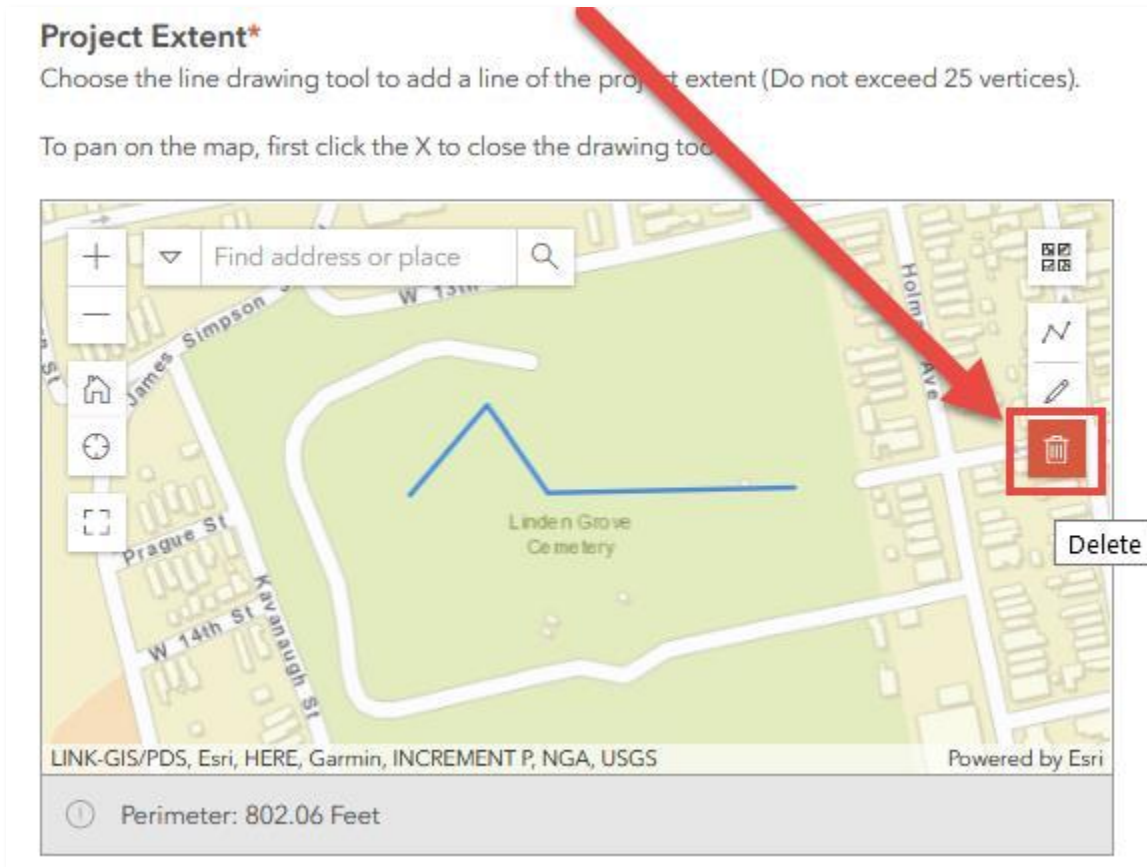 Project Extent*
Choose the line drawing tool to add a line of the project extent (Do not exceed 25 vertices).
To pan on the map, first click the X to close the drawing
Find address or place
W 13th
James Simpson
Holm
Ave
St
Linden Grove
Cemetery
Delete
Prague St
Kavanaugh St
W 14th St
LINK-GIS/PDS, Esri, HERE, Garmin, INCREMENT P, NGA, USGS
Powered by Esri
Perimeter: 802.06 Feet